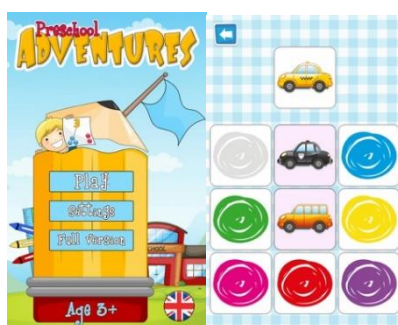 Preschool
ADVENTURES
Play
Settings
Full Version
SCHOOL
Age 3+